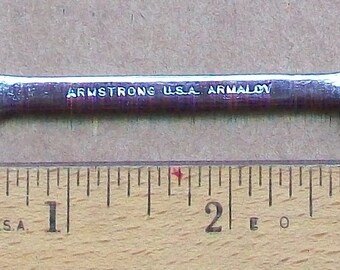 ARMSTRONG U.S.A. ARMALOY
S.A. 1 2 E O